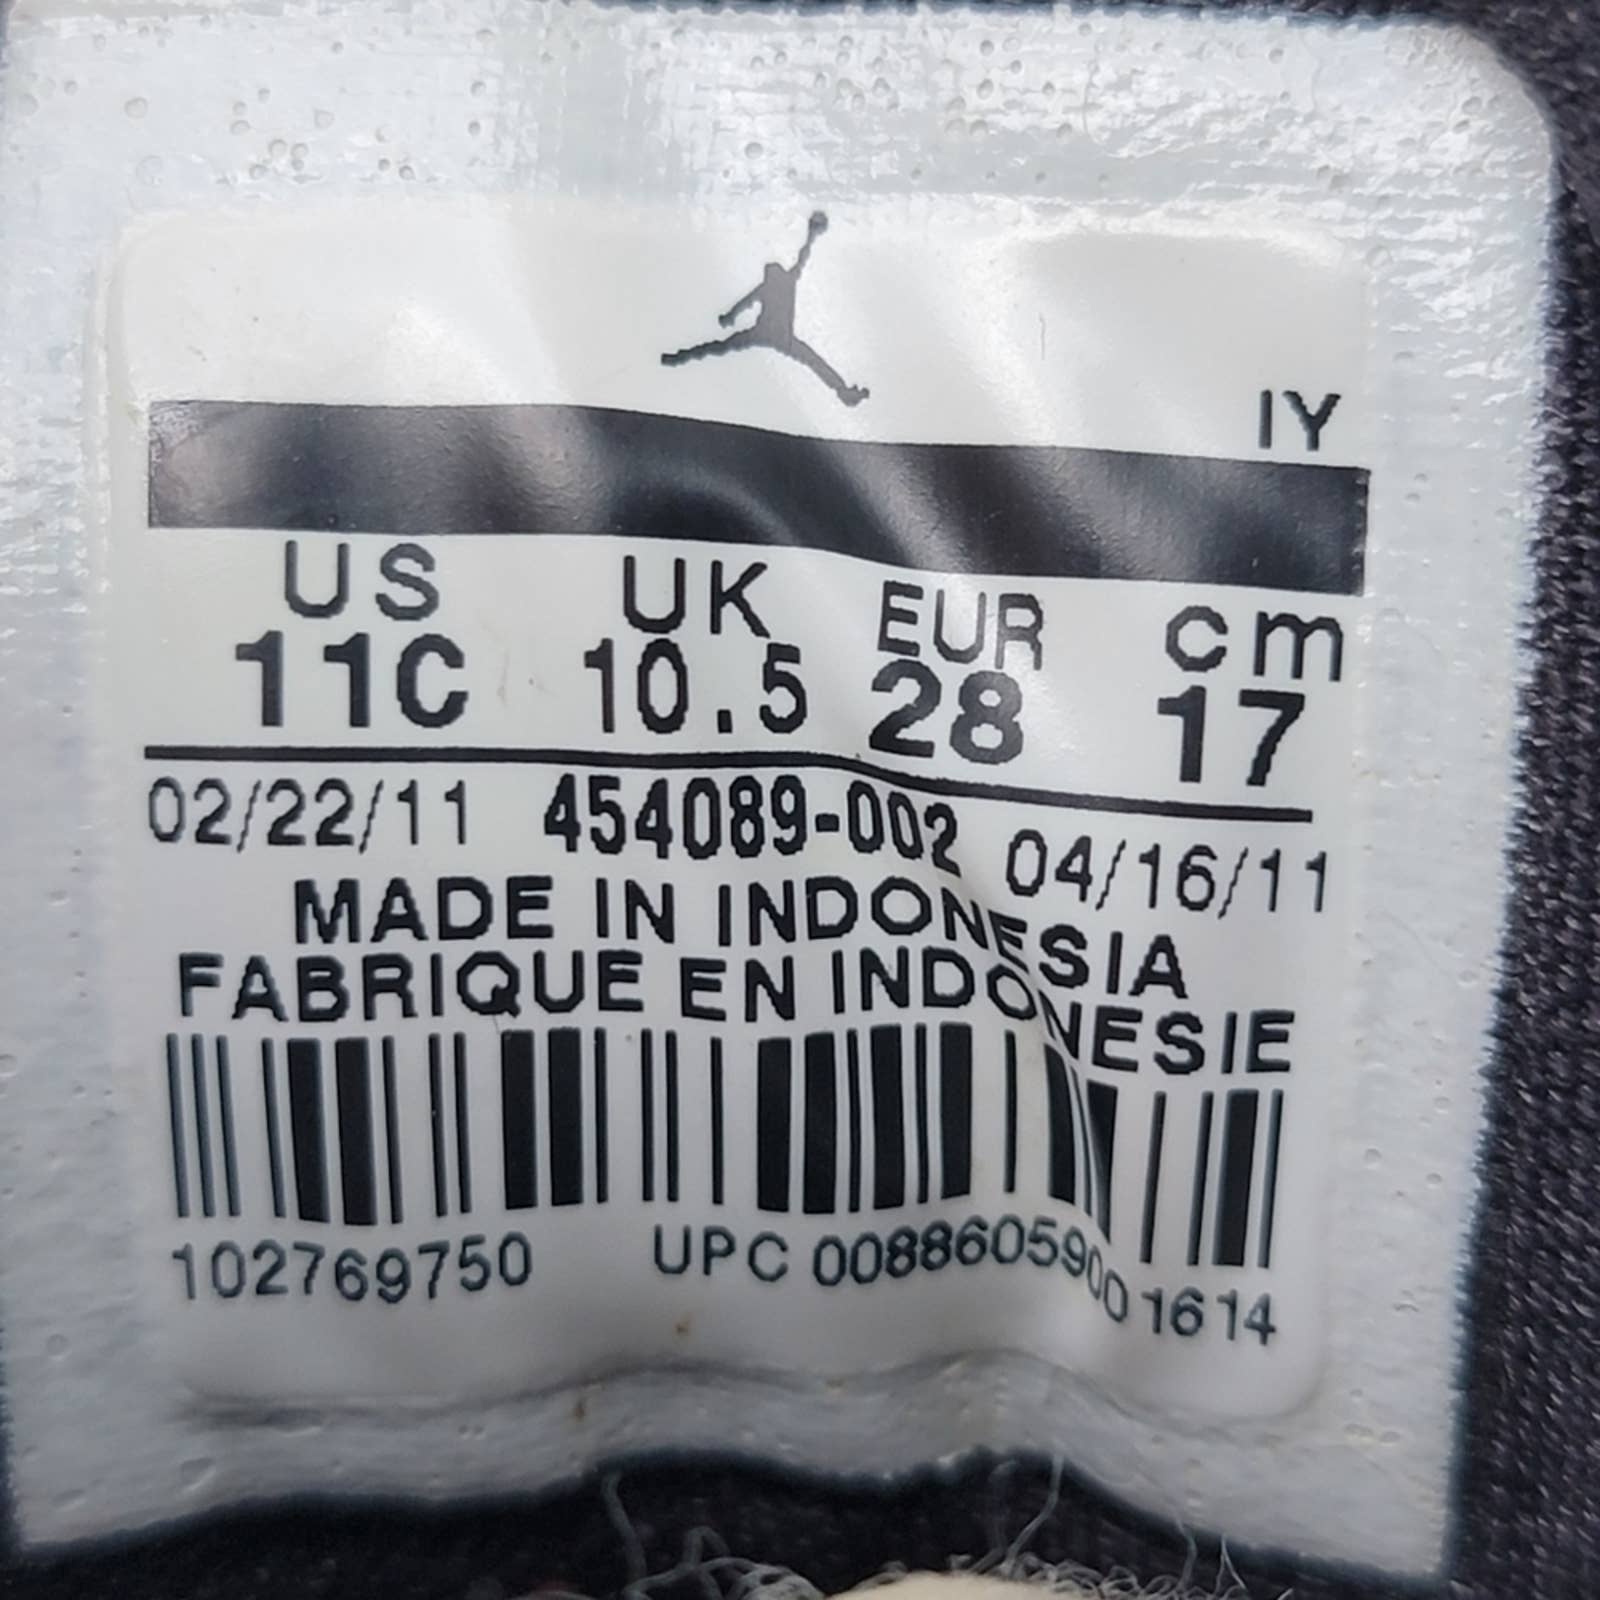 IY
US UK EUR cm
11C 10.5 28 17
02/22/11 454089-002 04/16/11
MADE IN INDONESIA
FABRIQUE EN INDONESIE
102769750 UPC 00886059001614